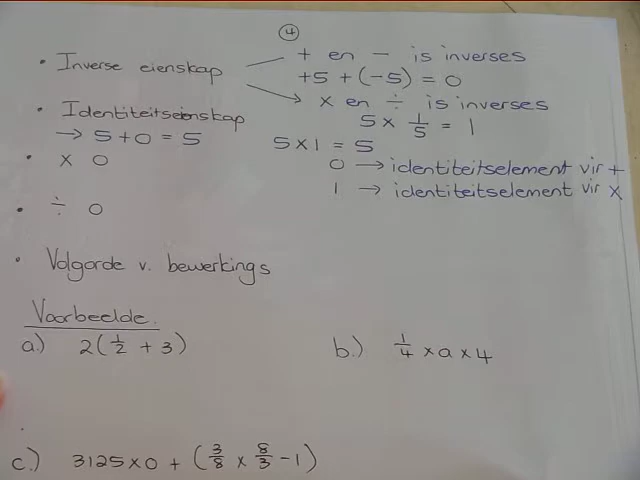 4
• Inverse eienskap
+ en - is inverses
+5 + (-5) = 0
x en ÷ is inverses
5 x 1/5 = 1
• Identiteitseienskap
→ 5 + 0 = 5
5 x 1 = 5
0 → identiteitselement vir +
1 → identiteitselement vir x
• x 0
• ÷ 0
• Volgorde v. bewerkings
Voorbeelde.
a.) 2(1/2 + 3)
b.) 1/4 x a x 4
c.) 3125 x 0 + (3/8 x 8/3 - 1)